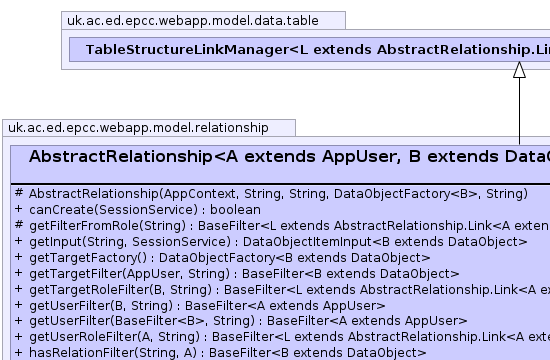 uk.ac.ed.epcc.webapp.model.data.table
TableStructureLinkManager<L extends AbstractRelationship.Li
uk.ac.ed.epcc.webapp.model.relationship
AbstractRelationship<A extends AppUser, B extends Data
# AbstractRelationship(AppContext, String, String, DataObjectFactory<B>, String)
+ canCreate(SessionService) : boolean
# getFilterFromRole(String) : BaseFilter<L extends AbstractRelationship.Link<A exten
+ getInput(String, SessionService) : DataObjectItemInput<B extends DataObject>
+ getTargetFactory() : DataObjectFactory<B extends DataObject>
+ getTargetFilter(AppUser, String) : BaseFilter<B extends DataObject>
+ getTargetRoleFilter(B, String) : BaseFilter<L extends AbstractRelationship.Link<A ex
+ getUserFilter(B, String) : BaseFilter<A extends AppUser>
+ getUserFilter(BaseFilter<B>, String) : BaseFilter<A extends AppUser>
+ getUserRoleFilter(A, String) : BaseFilter<L extends AbstractRelationship.Link<A exte
+ hasRelationFilter(String, A) : BaseFilter<B extends DataObject>